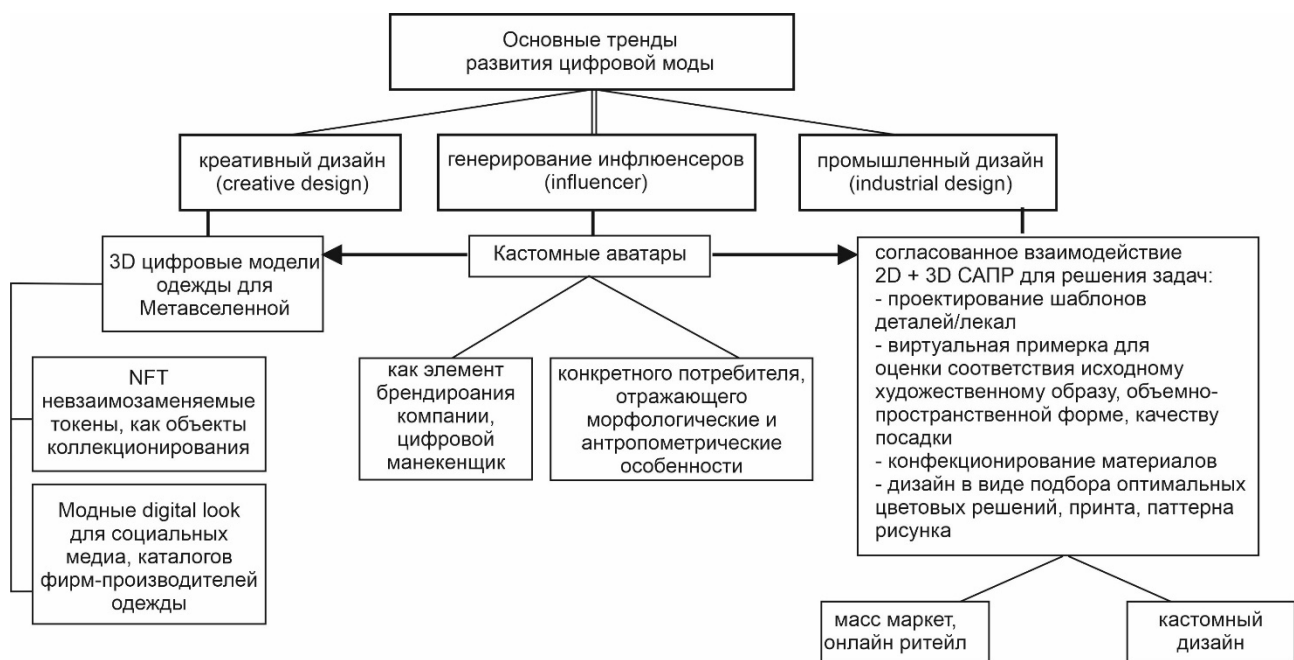 Основные тренды
развития цифровой моды
креативный дизайн
(creative design)
генерирование инфлюенсеров
(influencer)
промышленный дизайн
(industrial design)
3D цифровые модели
одежды для
Метавселенной
Кастомные аватары
согласованное взаимодействие
2D + 3D САПР для решения задач:
- проектирование шаблонов
деталей/лекал
- виртуальная примерка для
оценки соответствия исходному
художественному образу, объемно-
пространственной форме, качеству
посадки
- конфекционирование материалов
- дизайн в виде подбора оптимальных
цветовых решений, принта, паттерна
рисунка
NFT
невзаимозаменяемые
токены, как объекты
коллекционирования
как элемент
брендироания
компании,
цифровой
манекенщик
конкретного потребителя,
отражающего
морфологические и
антропометрические
особенности
Модные digital look
для социальных
медиа, каталогов
фирм-производителей
одежды
масс маркет,
онлайн ритейл
кастомный
дизайн